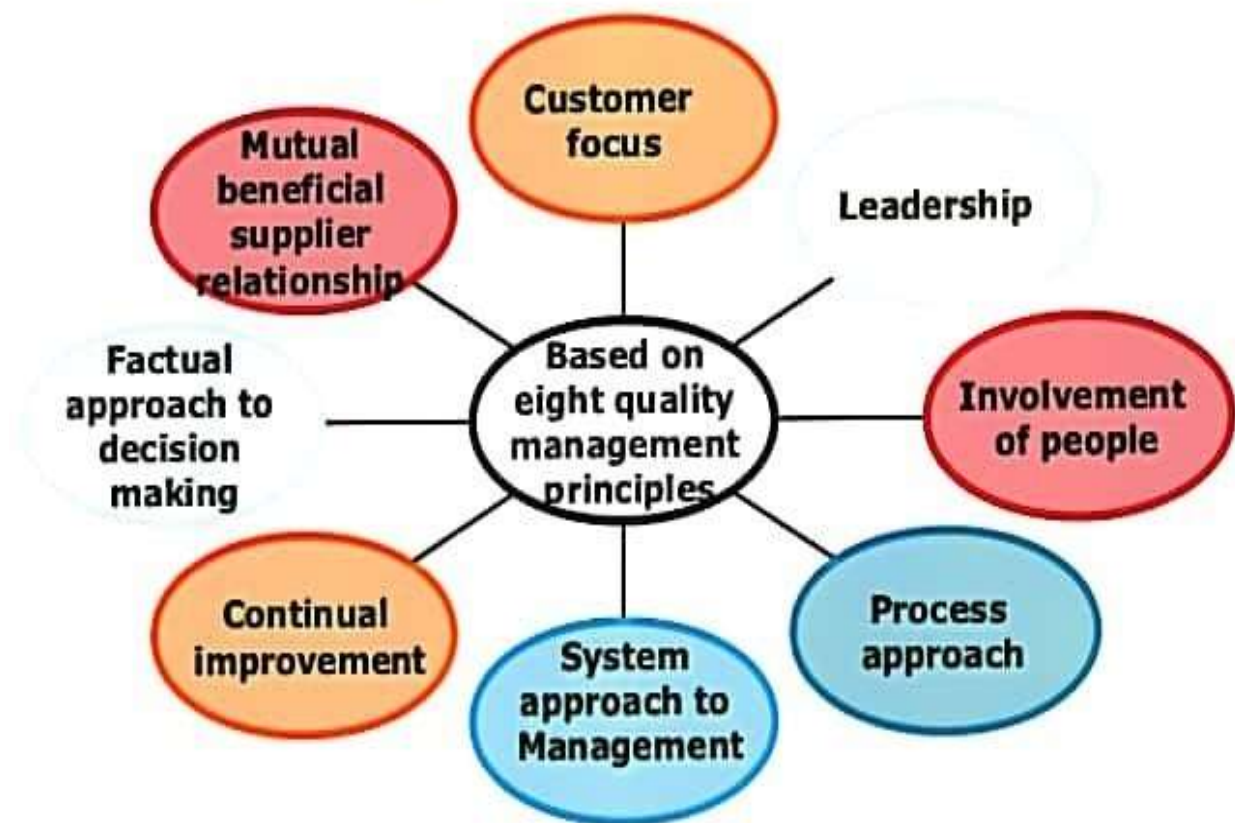 Customer
focus
Leadership
Involvement
of people
Process
approach
System
approach to
Management
Continual
improvement
Factual
approach to
decision
making
Mutual
beneficial
supplier
relationship
Based on
eight quality
management
principles